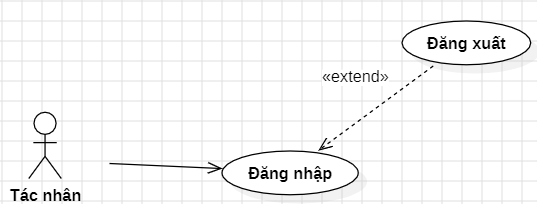 Đăng xuất
«extend»
Đăng nhập
Tác nhân